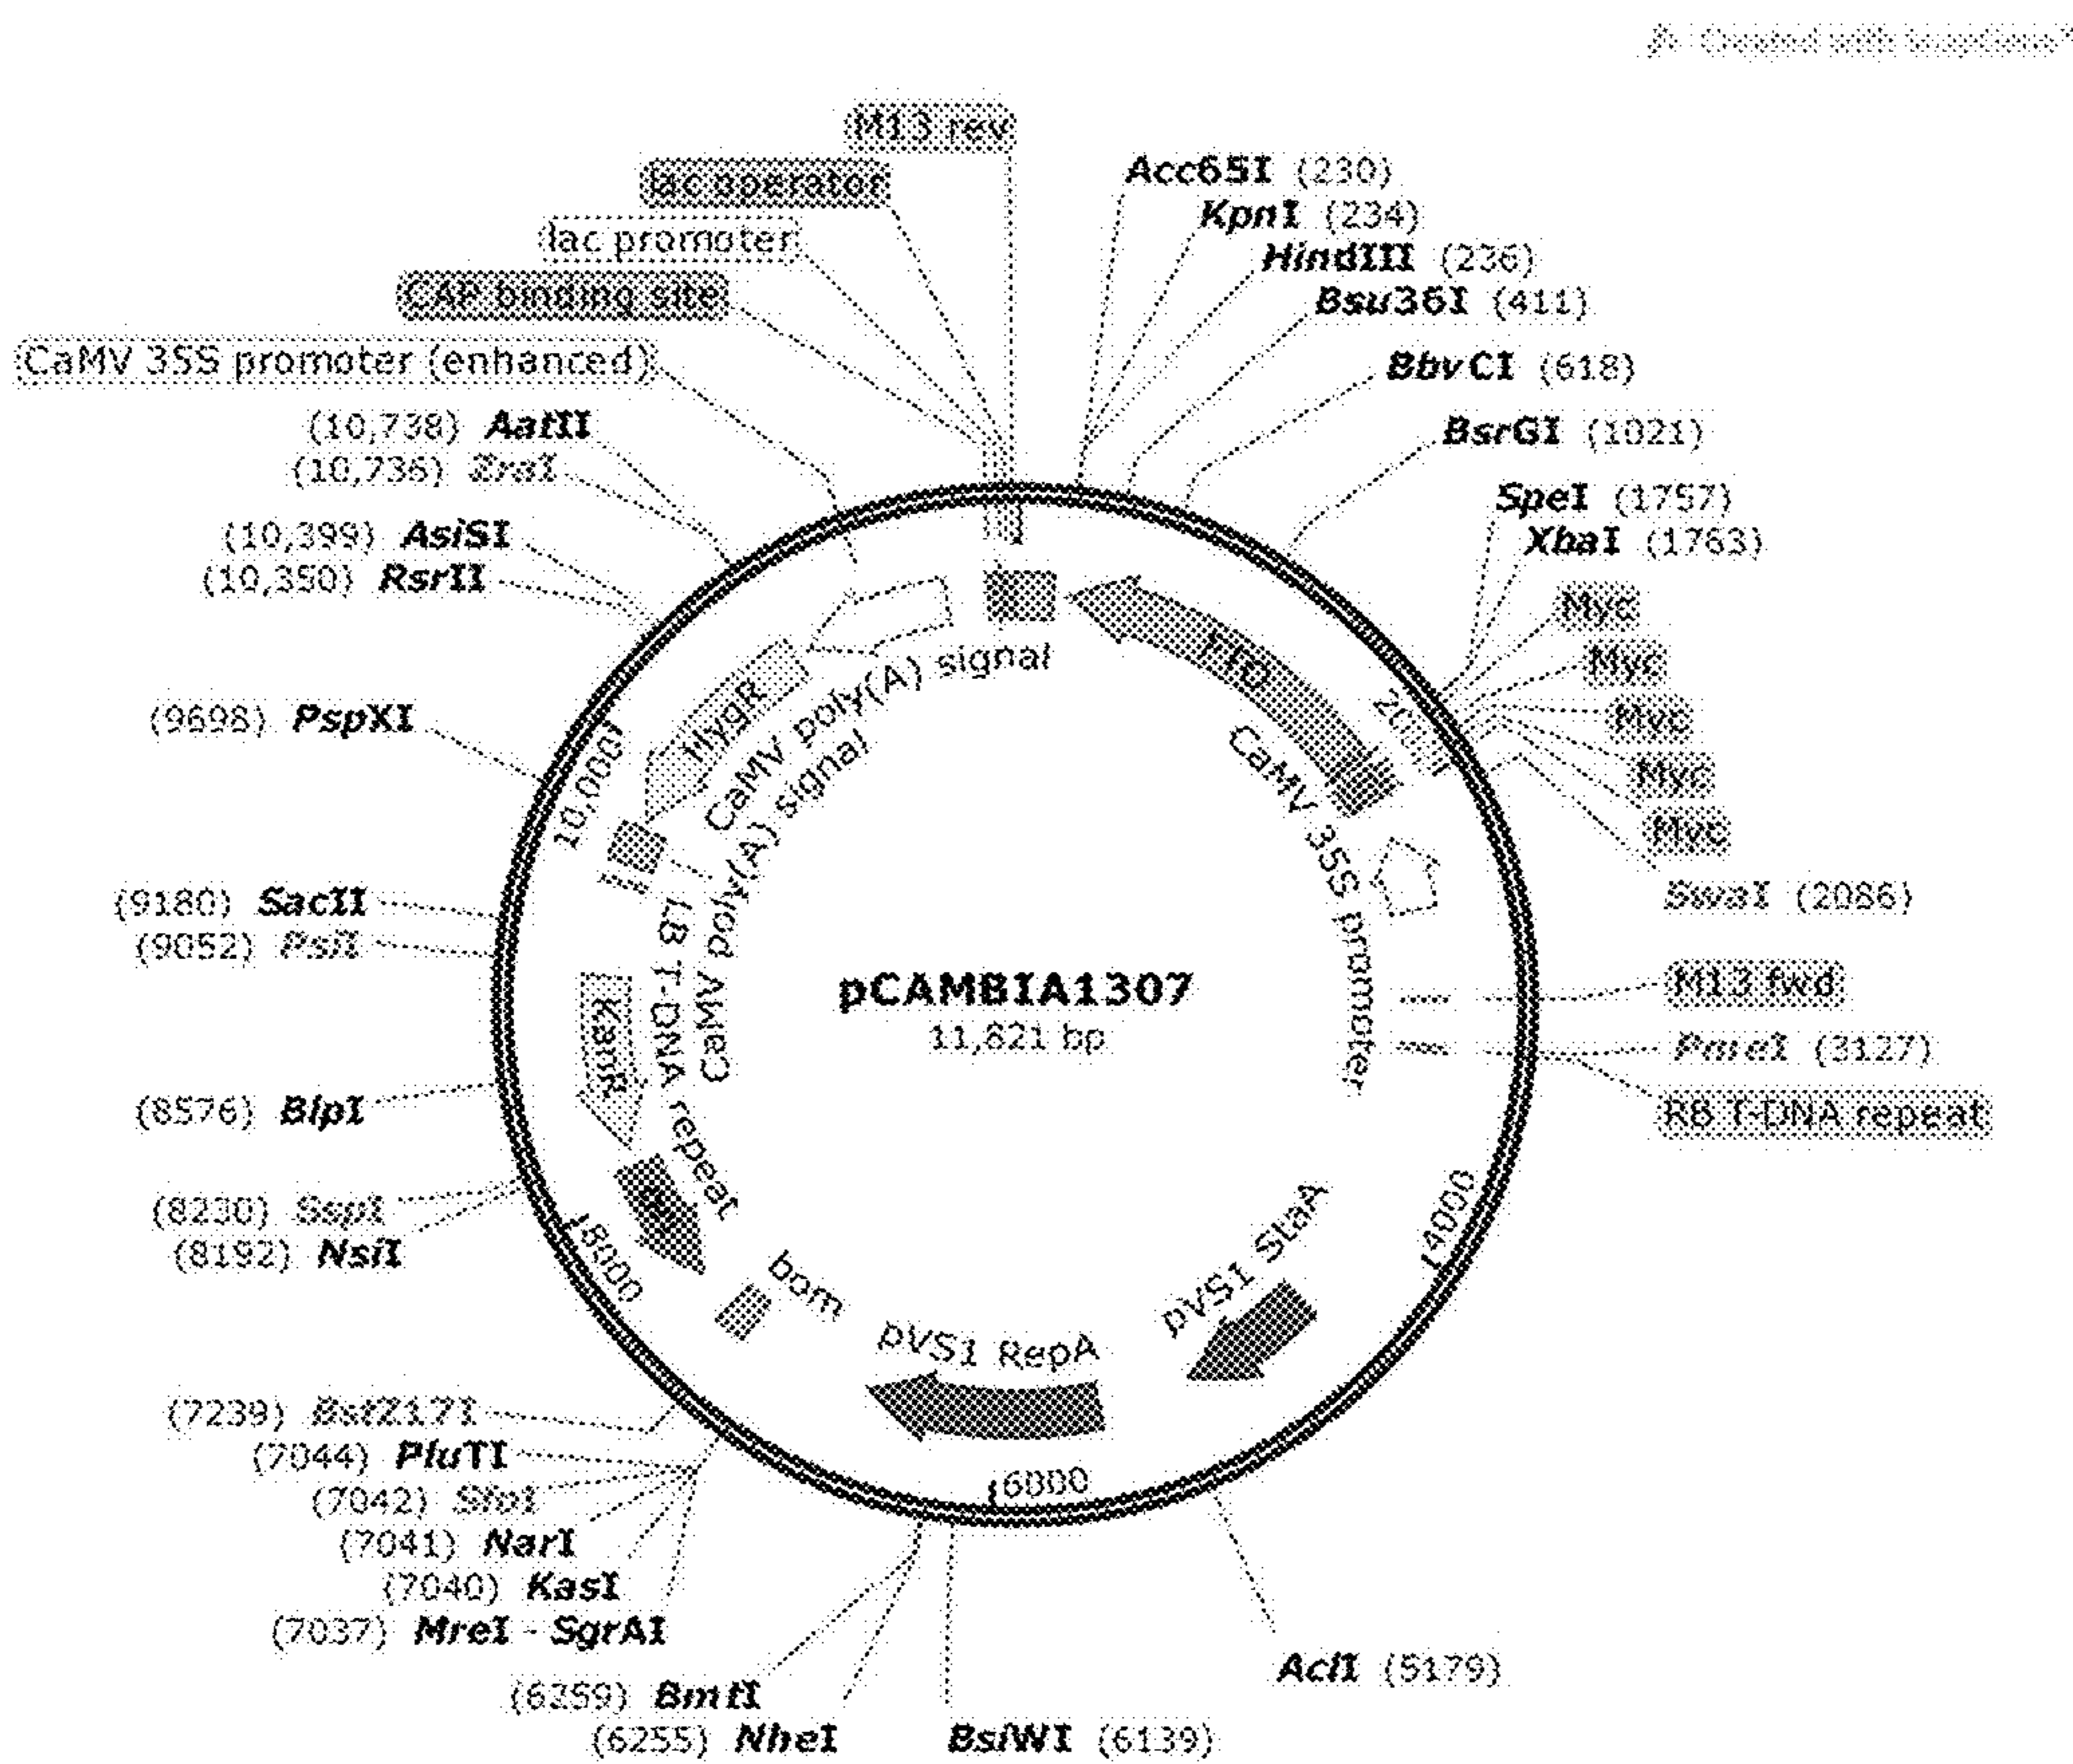 Created with SnapGene®
M13 rev
lac operator
lac promoter
CAP binding site
CaMV 35S promoter (enhanced)
(10,738) AatII
(10,736) ZraI
(10,399) AsiSI
(10,350) RsrII
(9698) PspXI
(9180) SacII
(9052) PsiI
(8576) BlpI
(8230) SspI
(8192) NsiI
(7239) BstZ17I
(7044) PluTI
(7042) SfoI
(7041) NarI
(7040) KasI
(7037) MreI - SgrAI
(6259) BmtI
(6255) NheI
BsiWI (6139)
AclI (5179)
Acc65I (230)
KpnI (234)
HindIII (236)
Bsu36I (411)
BbvCI (618)
BsrGI (1021)
SpeI (1757)
XbaI (1763)
Myc
Myc
Myc
Myc
Myc
SwaI (2086)
M13 fwd
PmeI (3127)
RB T-DNA repeat
2000
4000
6000
8000
10,000
HygR
CaMV poly(A) signal
CaMV poly(A) signal
LB T-DNA repeat
KanR
bom
pVS1 RepA
pVS1 StaA
CaMV 35S promoter
pCAMBIA1307
11,821 bp